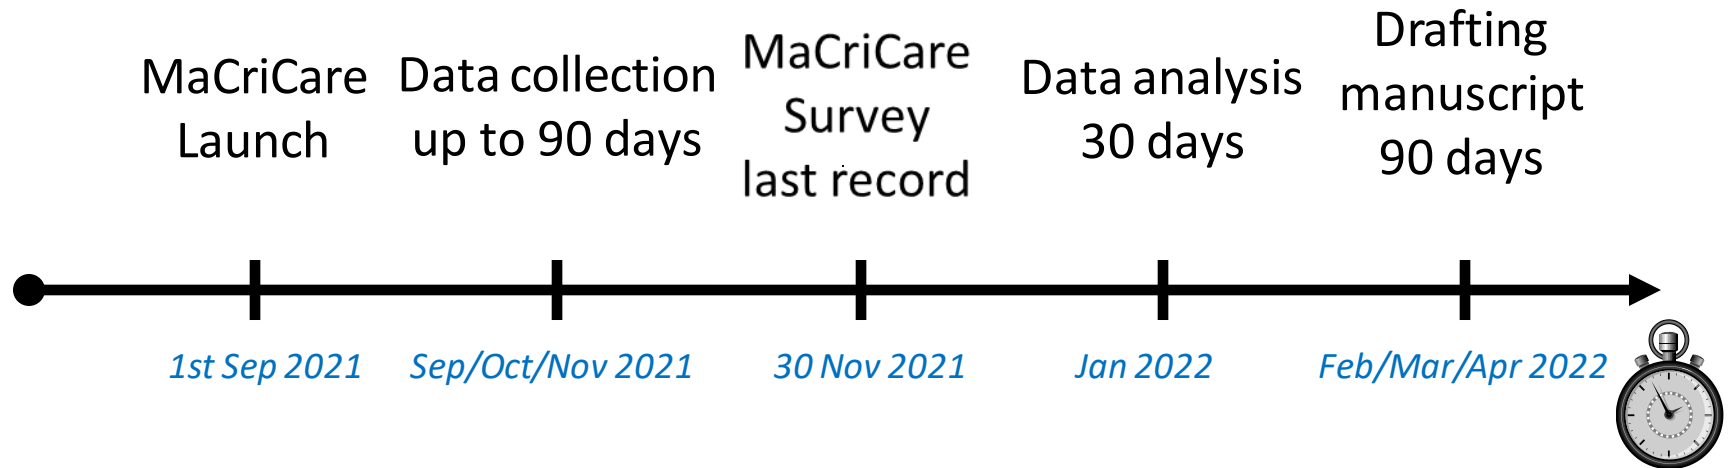 MaCriCare
Launch
Data collection
up to 90 days
MaCriCare
Survey
last record
Data analysis
30 days
Drafting
manuscript
90 days
1st Sep 2021
Sep/Oct/Nov 2021
30 Nov 2021
Jan 2022
Feb/Mar/Apr 2022